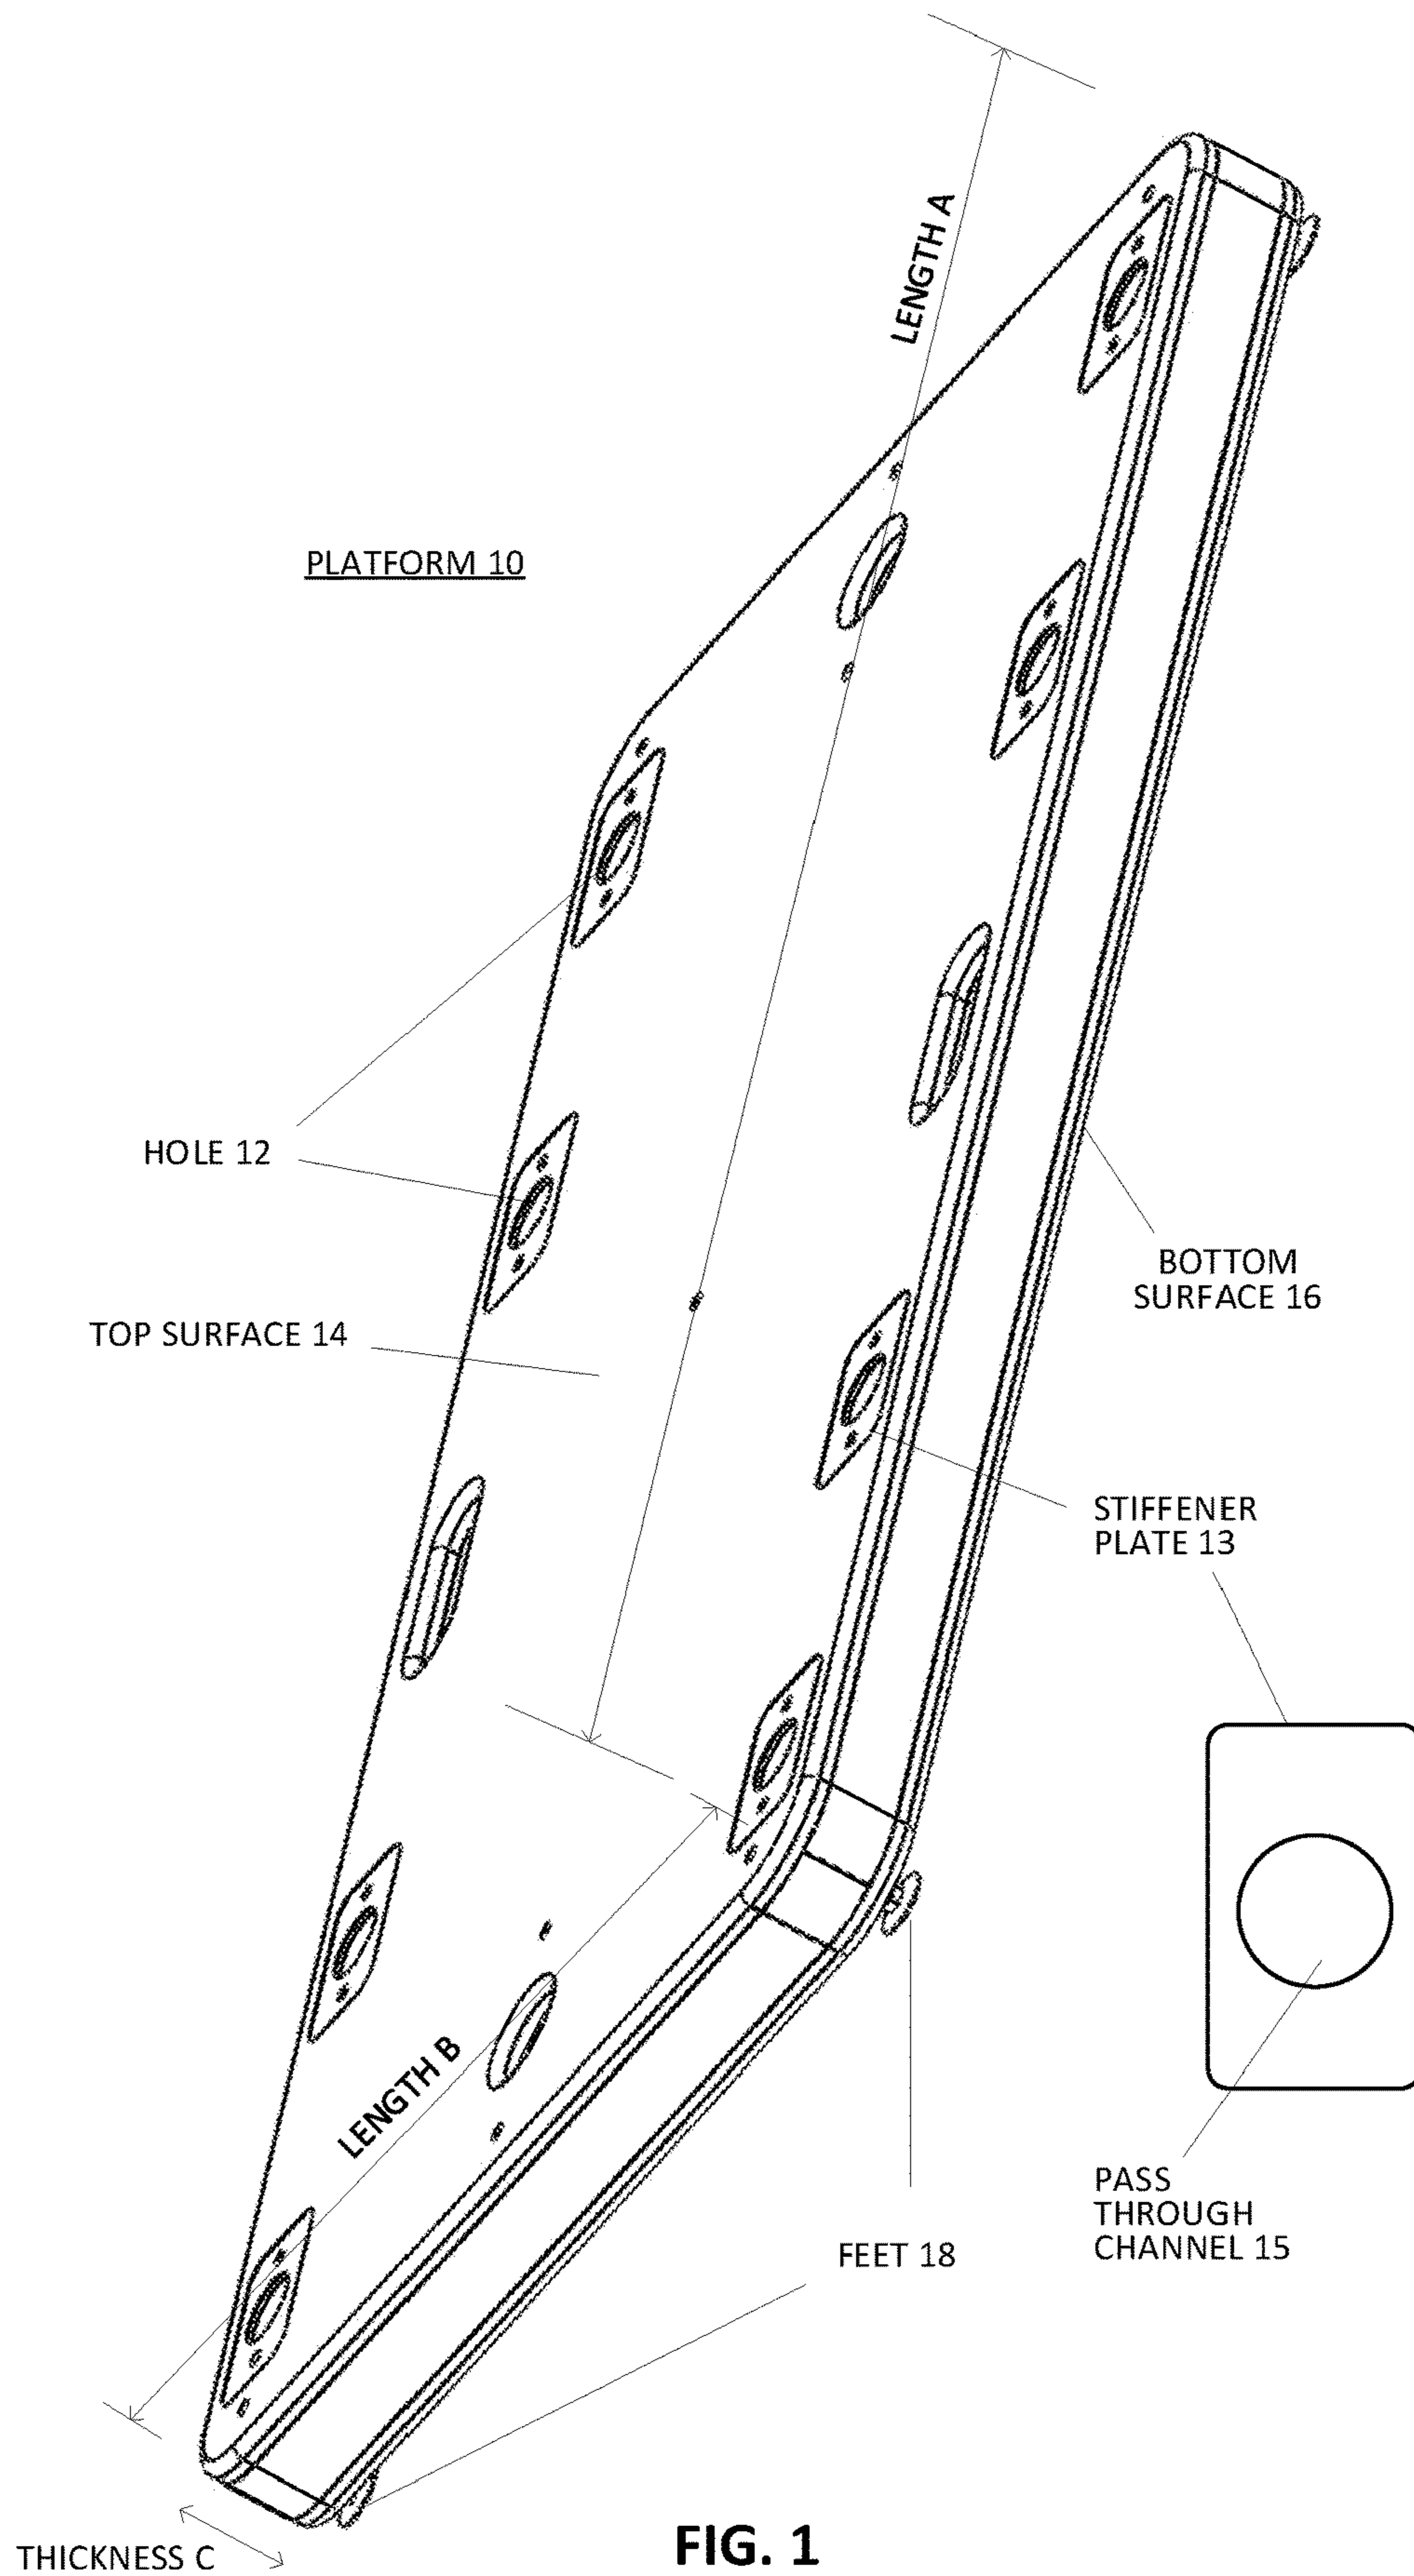 LENGTH A
PLATFORM 10
HOLE 12
BOTTOM
SURFACE 16
TOP SURFACE 14
STIFFENER
PLATE 13
LENGTH B
PASS
THROUGH
CHANNEL 15
FEET 18
THICKNESS C
FIG. 1